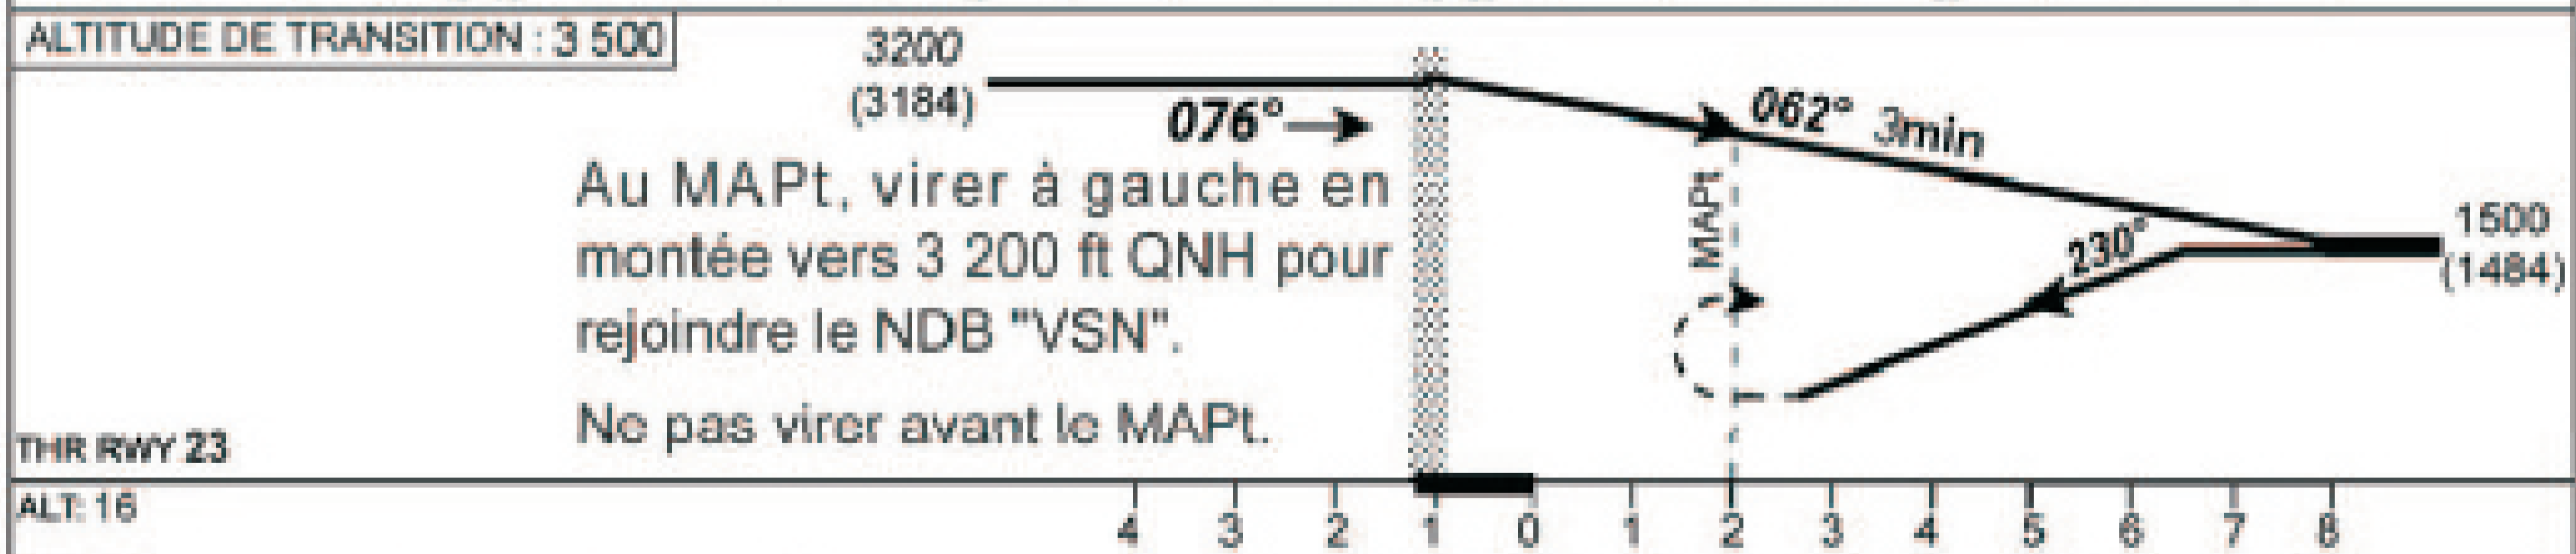 ALTITUDE DE TRANSITION : 3 500
3200
(3184)
076°
062° 3min
Au MAPt, virer à gauche en
montée vers 3 200 ft QNH pour
rejoindre le NDB "VSN".
Ne pas virer avant le MAPt.
MAPt
230°
1500
(1484)
THR RWY 23
ALT: 16
4 3 2 1 0 1 2 3 4 5 6 7 8